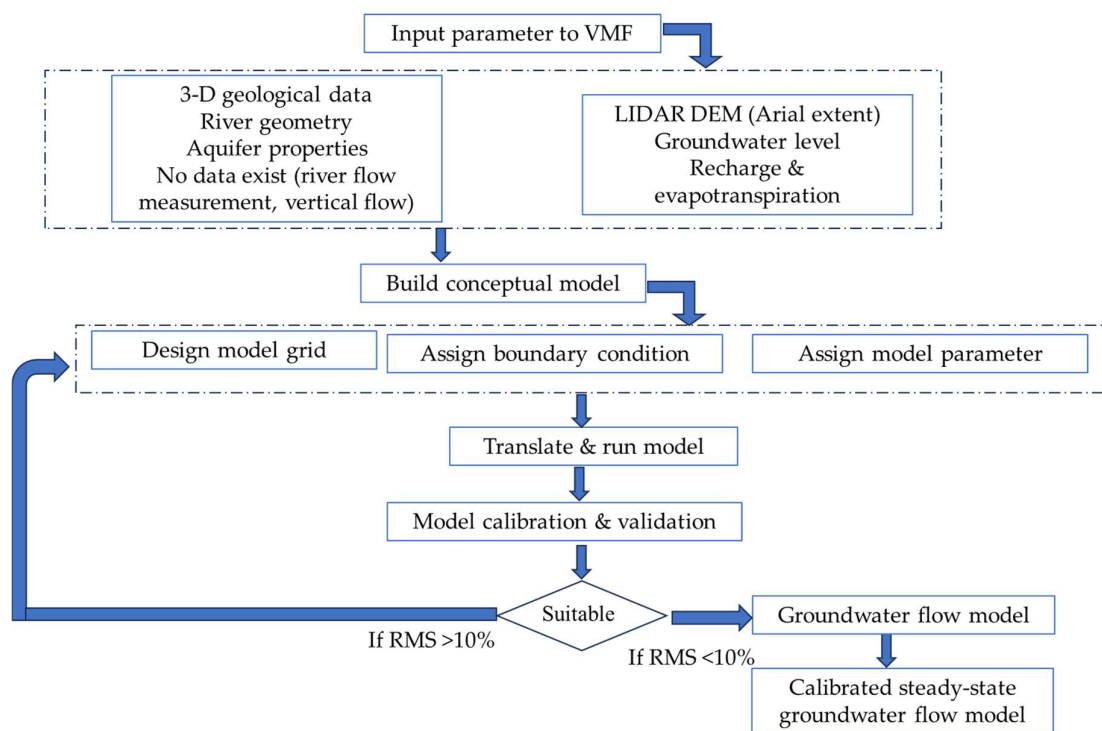 Input parameter to VMF
3-D geological data
River geometry
Aquifer properties
No data exist (river flow
measurement, vertical flow)
LIDAR DEM (Arial extent)
Groundwater level
Recharge &
evapotranspiration
Build conceptual model
Design model grid
Assign boundary condition
Assign model parameter
Translate & run model
Model calibration & validation
Suitable
If RMS >10%
If RMS <10%
Groundwater flow model
Calibrated steady-state
groundwater flow model